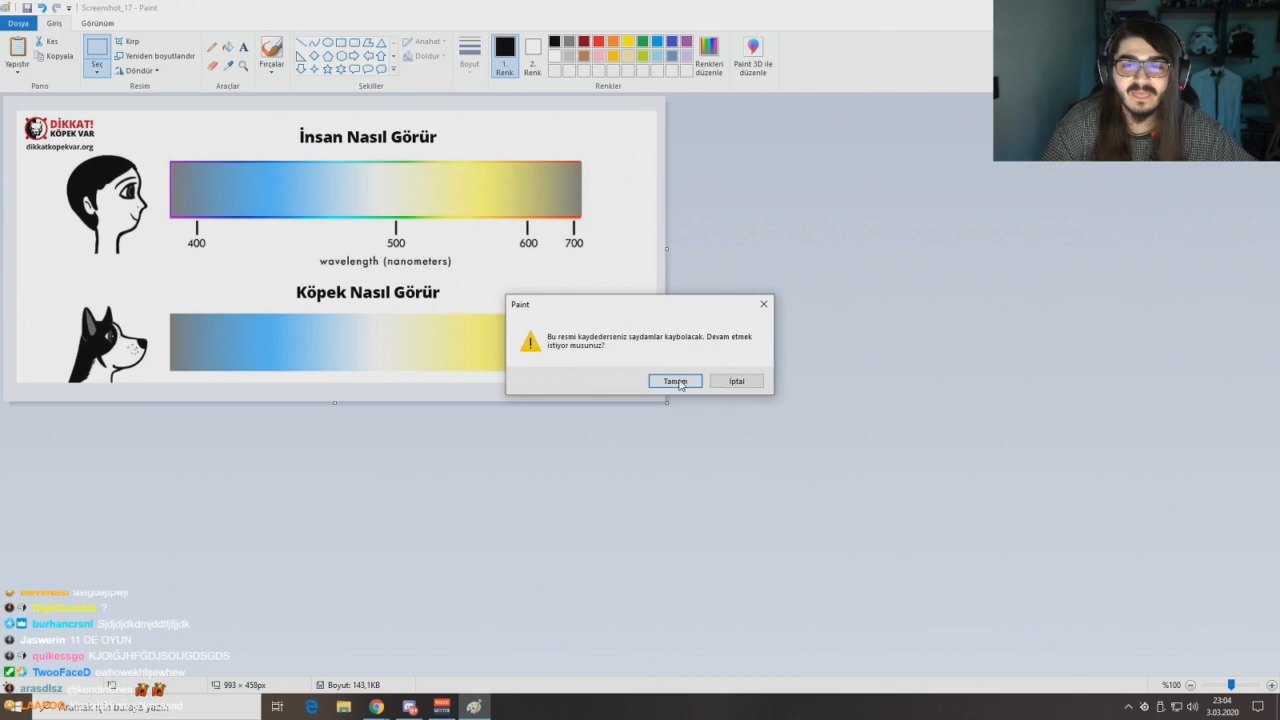 Screenshot_17 - Paint
Dosya Giriş Görünüm
Yapıştır
Kes
Kopyala
Pano
Seç
Kırp
Yeniden boyutlandır
Döndür
Resim
A
Araçlar
Fırçalar
Anahat
Doldur
Şekiller
Boyut
1. Renk
2. Renk
Renkleri düzenle
Renkler
Paint 3D ile düzenle
DİKKAT!
KÖPEK VAR
dikkatkopekvar.org
İnsan Nasıl Görür
400 500 600 700
wavelength (nanometers)
Köpek Nasıl Görür
Paint
Bu resmi kaydederseniz saydamlar kaybolacak. Devam etmek
istiyor musunuz?
Tamam İptal
?
burhancrsnl Sjdjdjdkdmjddlfjfjjdk
Jaswerin 11 DE OYUN
quikessgo KJOIĞJHFĞDJSOIJGDSGDS
TwooFaceD ewhowekhlşewhew
arasdlsz
993 × 458px
Boyut: 143,1KB
%100
23:04
3.03.2020